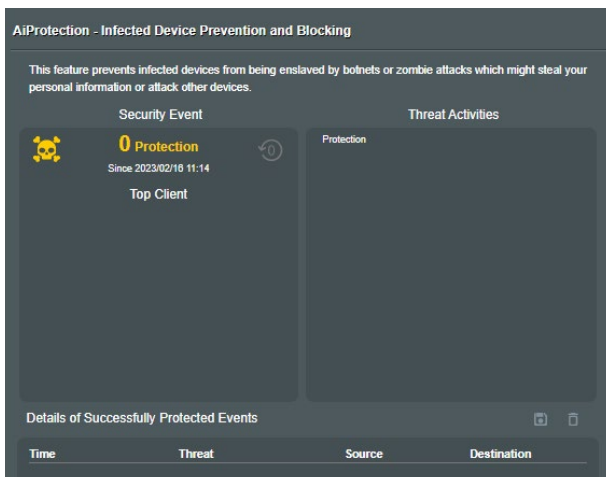 AiProtection - Infected Device Prevention and Blocking
This feature prevents infected devices from being enslaved by botnets or zombie attacks which might steal your
personal information or attack other devices.
Security Event
Threat Activities
0 Protection
0
Since 2023/02/16 11:14
Top Client
Protection
Details of Successfully Protected Events
Time Threat Source Destination